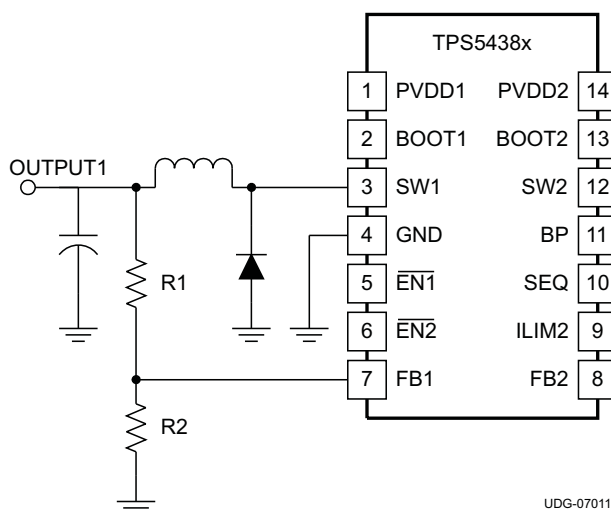 TPS5438x
1 PVDD1 PVDD2 14
2 BOOT1 BOOT2 13
OUTPUT1
3 SW1 SW2 12
4 GND BP 11
R1
5 EN1 SEQ 10
6 EN2 ILIM2 9
7 FB1 FB2 8
R2
UDG-07011